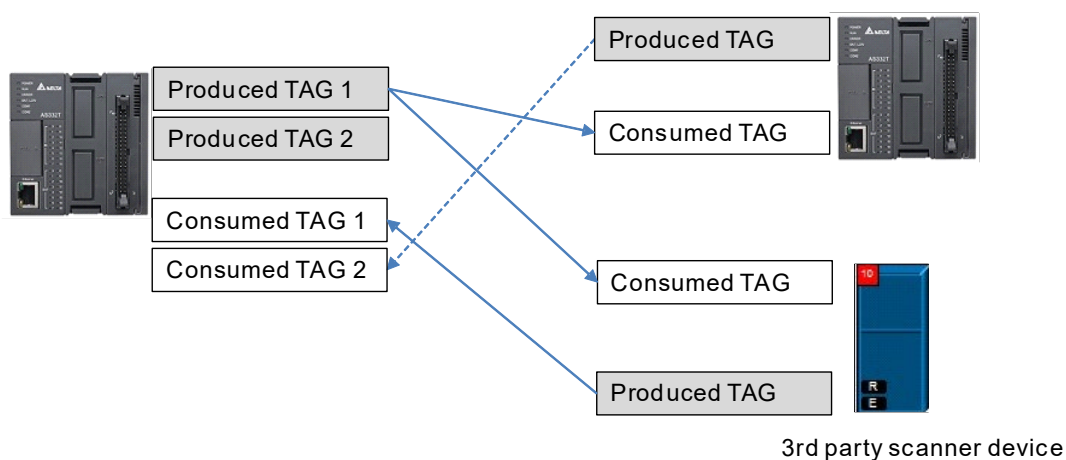 Produced TAG
Produced TAG 1
Produced TAG 2
Consumed TAG
Consumed TAG 1
Consumed TAG 2
Consumed TAG
Produced TAG
10
R
E
3rd party scanner device